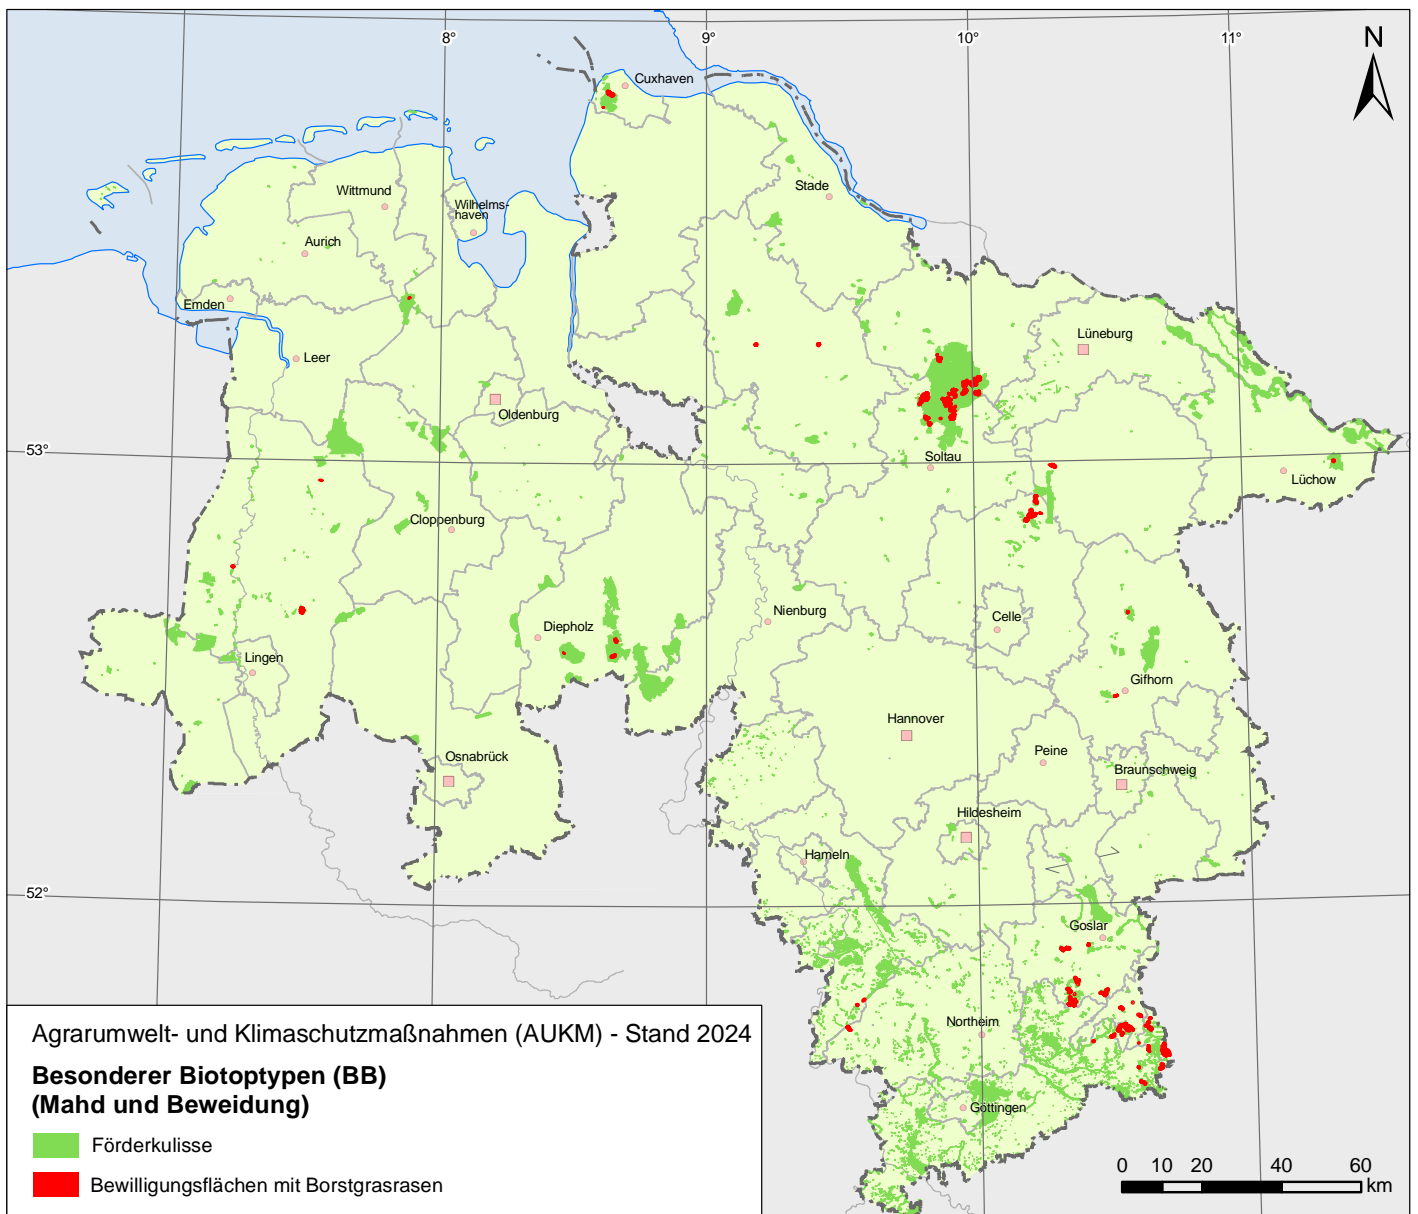 8°
9°
10°
11°
N
Cuxhaven
Stade
Wittmund
Wilhelms-
haven
Aurich
Emden
Leer
Lüneburg
Oldenburg
53°
Soltau
Lüchow
Cloppenburg
Nienburg
Celle
Diepholz
Lingen
Gifhorn
Hannover
Peine
Osnabrück
Braunschweig
Hildesheim
Hameln
52°
Goslar
Northeim
Göttingen
Agrarumwelt- und Klimaschutzmaßnahmen (AUKM) - Stand 2024
Besonderer Biotoptypen (BB)
(Mahd und Beweidung)
Förderkulisse
Bewilligungsflächen mit Borstgrasrasen
0 10 20 40 60
km